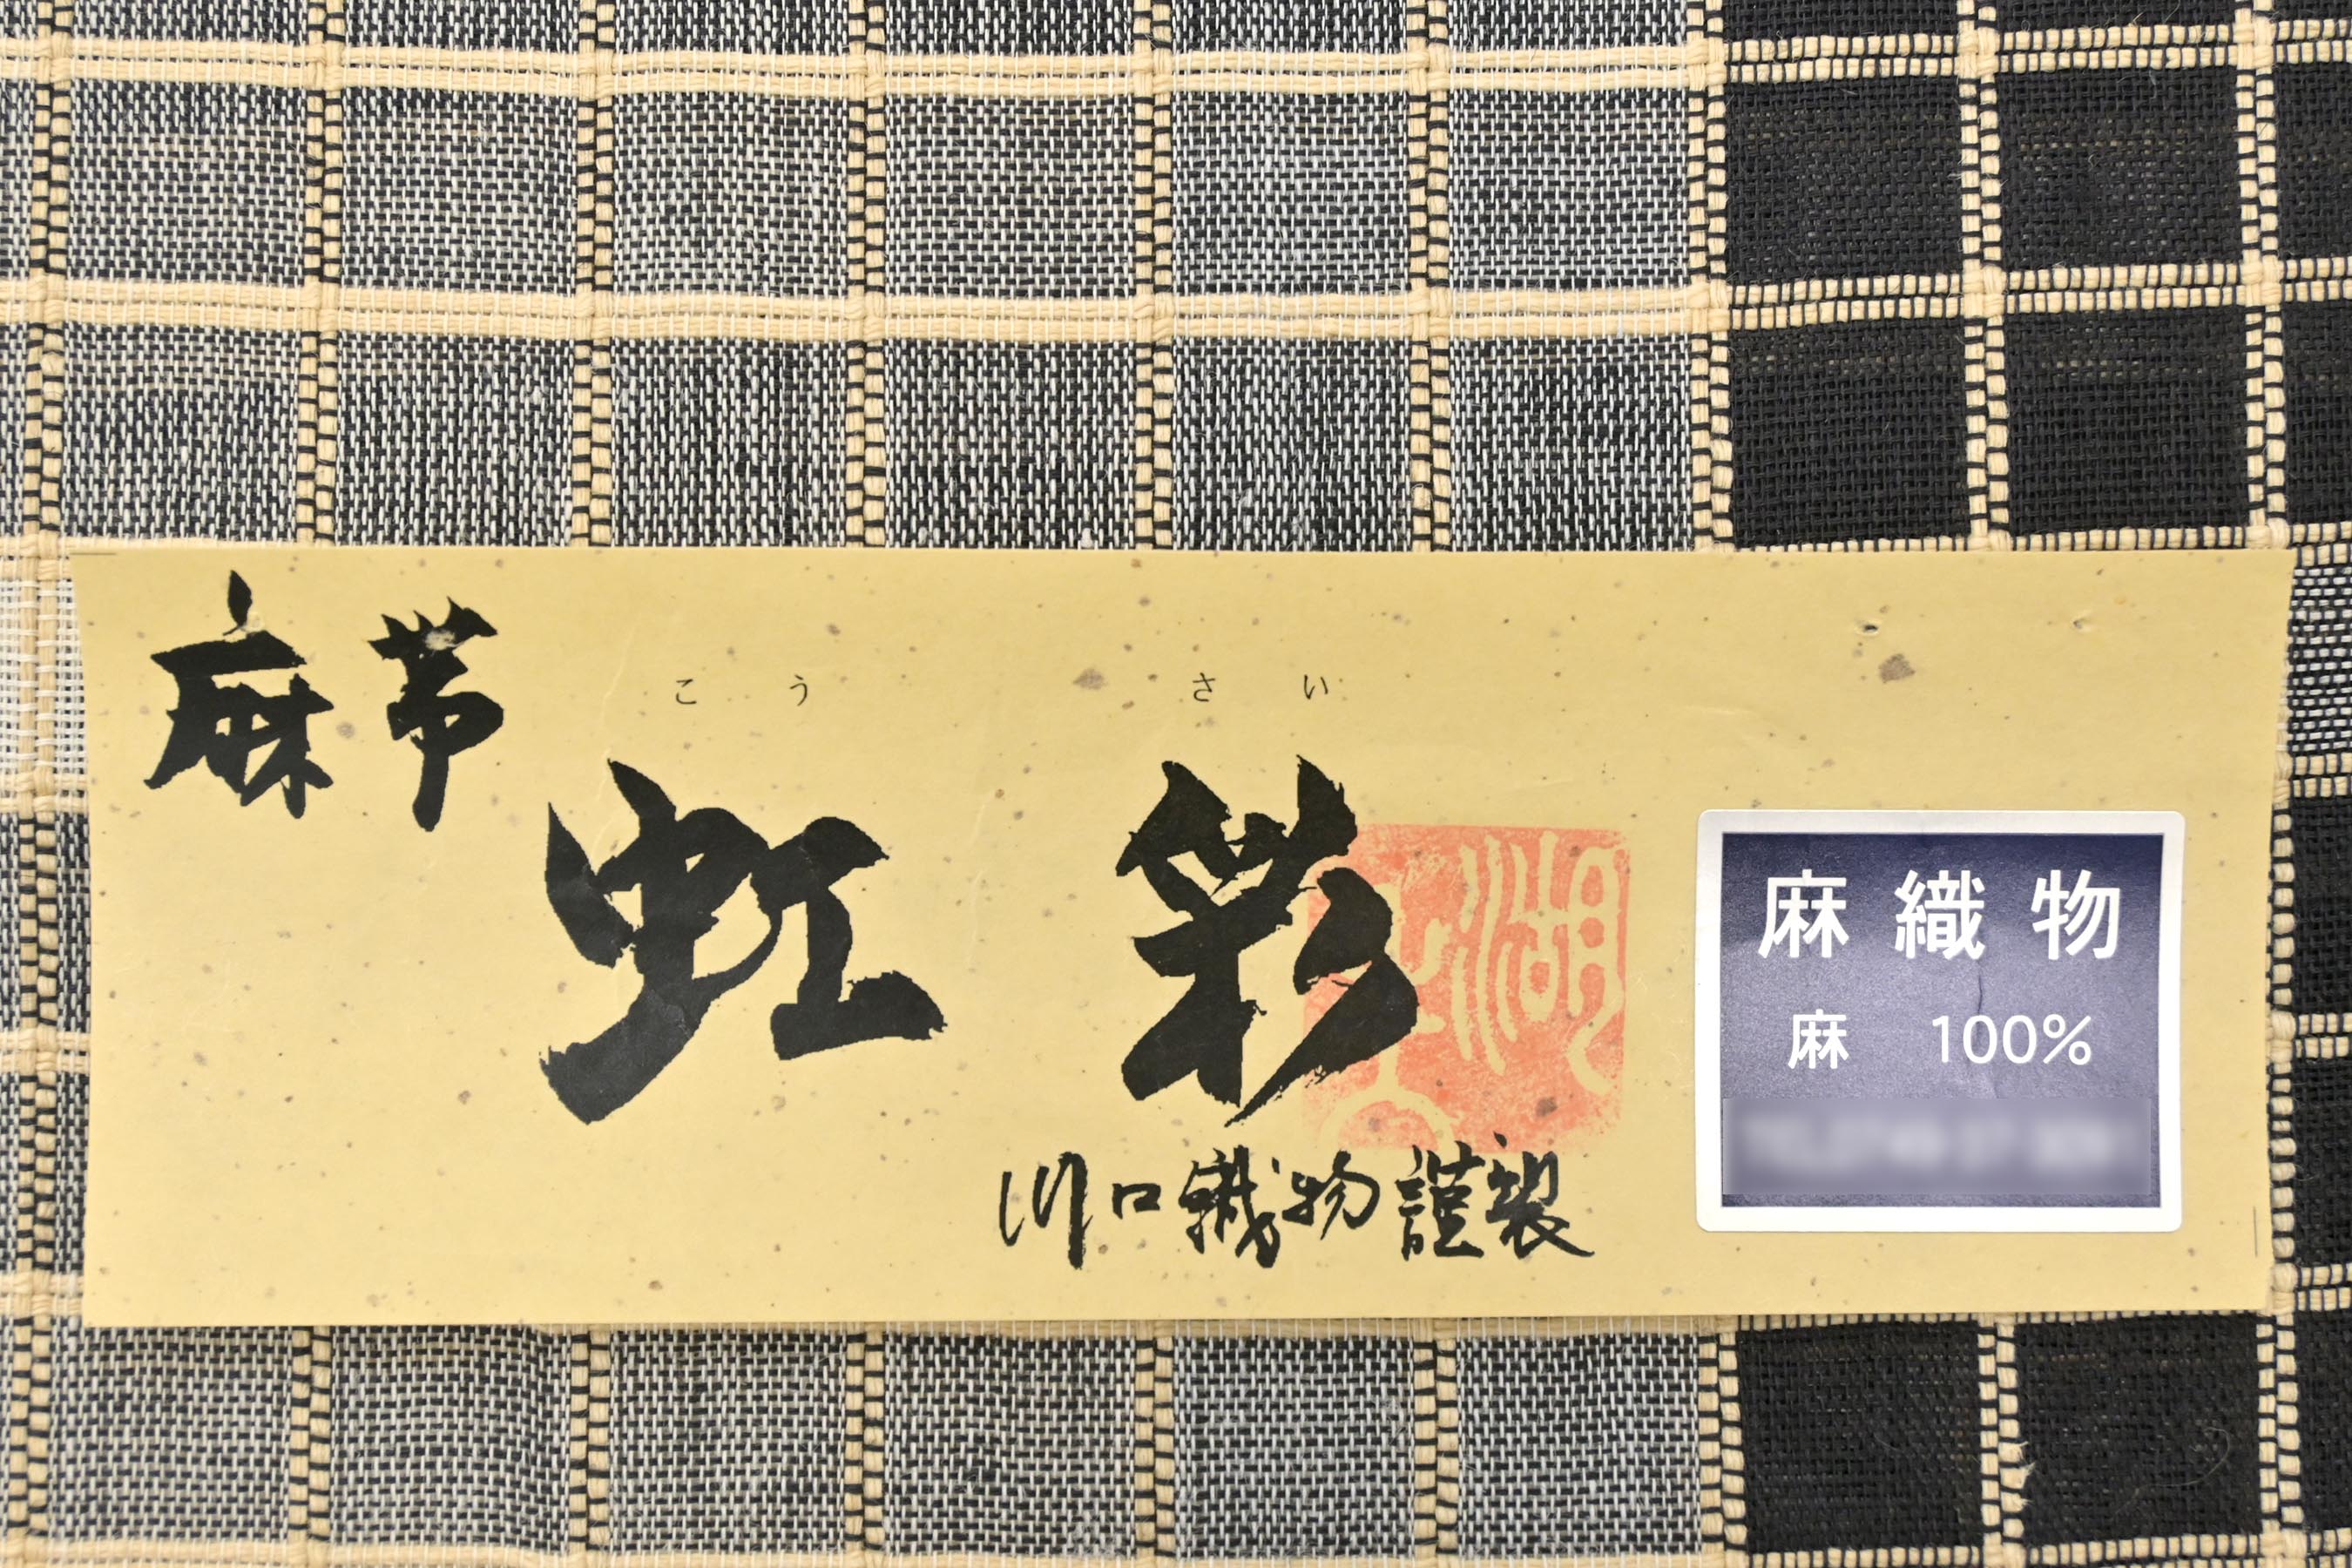 麻帯
こうさい
虹彩
川口織物謹製
麻織物
麻 100%